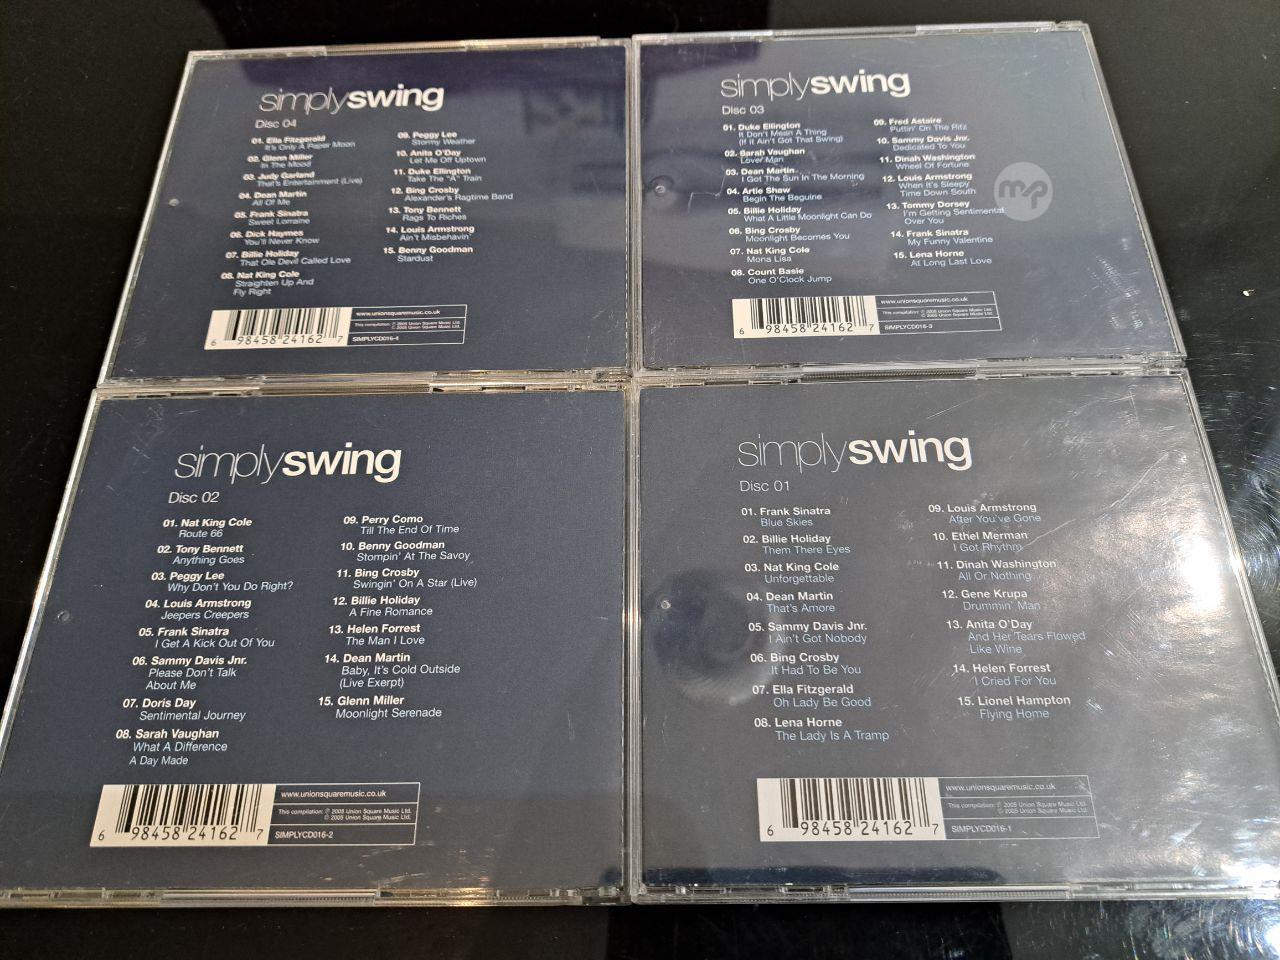 simplyswing
Disc 04
01. Ella Fitzgerald
It's Only A Paper Moon
02. Glenn Miller
In The Mood
03. Judy Garland
That's Entertainment (Live)
04. Dean Martin
All Of Me
05. Frank Sinatra
Sweet Lorraine
06. Dick Haymes
You'll Never Know
07. Billie Holiday
That Ole Devil Called Love
08. Nat King Cole
Straighten Up And
Fly Right
09. Peggy Lee
Stormy Weather
10. Anita O'Day
Let Me Off Uptown
11. Duke Ellington
Take The "A" Train
12. Bing Crosby
Alexander's Ragtime Band
13. Tony Bennett
Rags To Riches
14. Louis Armstrong
Ain't Misbehavin'
15. Benny Goodman
Stardust
6 98458 24162 7
www.unionsquaremusic.co.uk
This compilation: ℗ 2005 Union Square Music Ltd.
© 2005 Union Square Music Ltd.
SIMPLYCD016-4
simplyswing
Disc 03
01. Duke Ellington
It Don't Mean A Thing
(If It Ain't Got That Swing)
02. Sarah Vaughan
Lover Man
03. Dean Martin
I Got The Sun In The Morning
04. Artie Shaw
Begin The Beguine
05. Billie Holiday
What A Little Moonlight Can Do
06. Bing Crosby
Moonlight Becomes You
07. Nat King Cole
Mona Lisa
08. Count Basie
One O'Clock Jump
09. Fred Astaire
Puttin' On The Ritz
10. Sammy Davis Jnr.
Dedicated To You
11. Dinah Washington
Wheel Of Fortune
12. Louis Armstrong
When It's Sleepy
Time Down South
13. Tommy Dorsey
I'm Getting Sentimental
Over You
14. Frank Sinatra
My Funny Valentine
15. Lena Horne
At Long Last Love
mp
6 98458 24162 7
www.unionsquaremusic.co.uk
This compilation: ℗ 2005 Union Square Music Ltd.
© 2005 Union Square Music Ltd.
SIMPLYCD016-3
simplyswing
Disc 02
01. Nat King Cole
Route 66
02. Tony Bennett
Anything Goes
03. Peggy Lee
Why Don't You Do Right?
04. Louis Armstrong
Jeepers Creepers
05. Frank Sinatra
I Get A Kick Out Of You
06. Sammy Davis Jnr.
Please Don't Talk
About Me
07. Doris Day
Sentimental Journey
08. Sarah Vaughan
What A Difference
A Day Made
09. Perry Como
Till The End Of Time
10. Benny Goodman
Stompin' At The Savoy
11. Bing Crosby
Swingin' On A Star (Live)
12. Billie Holiday
A Fine Romance
13. Helen Forrest
The Man I Love
14. Dean Martin
Baby, It's Cold Outside
(Live Exerpt)
15. Glenn Miller
Moonlight Serenade
6 98458 24162 7
www.unionsquaremusic.co.uk
This compilation: ℗ 2005 Union Square Music Ltd.
© 2005 Union Square Music Ltd.
SIMPLYCD016-2
simplyswing
Disc 01
01. Frank Sinatra
Blue Skies
02. Billie Holiday
Them There Eyes
03. Nat King Cole
Unforgettable
04. Dean Martin
That's Amore
05. Sammy Davis Jnr.
I Ain't Got Nobody
06. Bing Crosby
It Had To Be You
07. Ella Fitzgerald
Oh Lady Be Good
08. Lena Horne
The Lady Is A Tramp
09. Louis Armstrong
After You've Gone
10. Ethel Merman
I Got Rhythm
11. Dinah Washington
All Or Nothing
12. Gene Krupa
Drummin' Man
13. Anita O'Day
And Her Tears Flowed
Like Wine
14. Helen Forrest
I Cried For You
15. Lionel Hampton
Flying Home
6 98458 24162 7
www.unionsquaremusic.co.uk
This compilation: ℗ 2005 Union Square Music Ltd.
© 2005 Union Square Music Ltd.
SIMPLYCD016-1